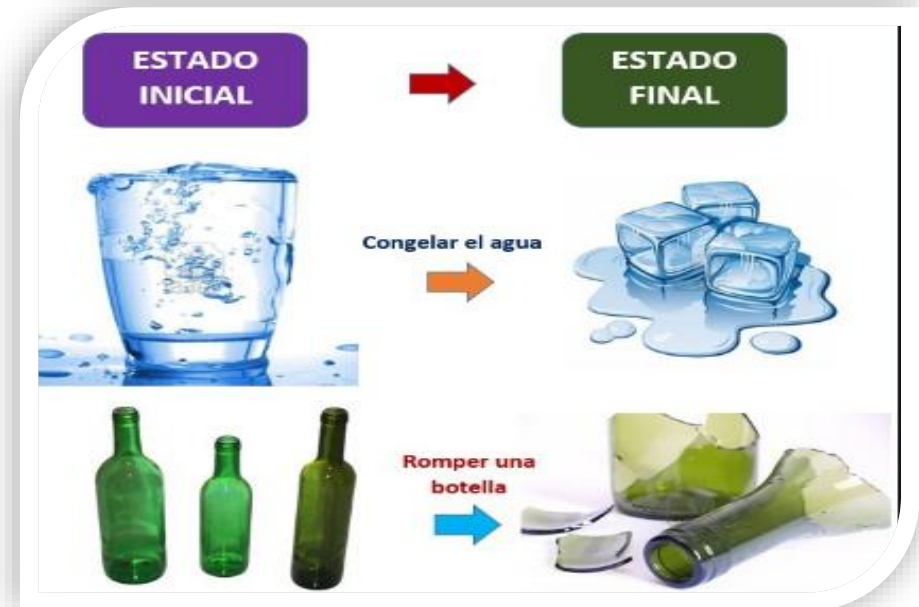 ESTADO
INICIAL
ESTADO
FINAL
Congelar el agua
Romper una
botella